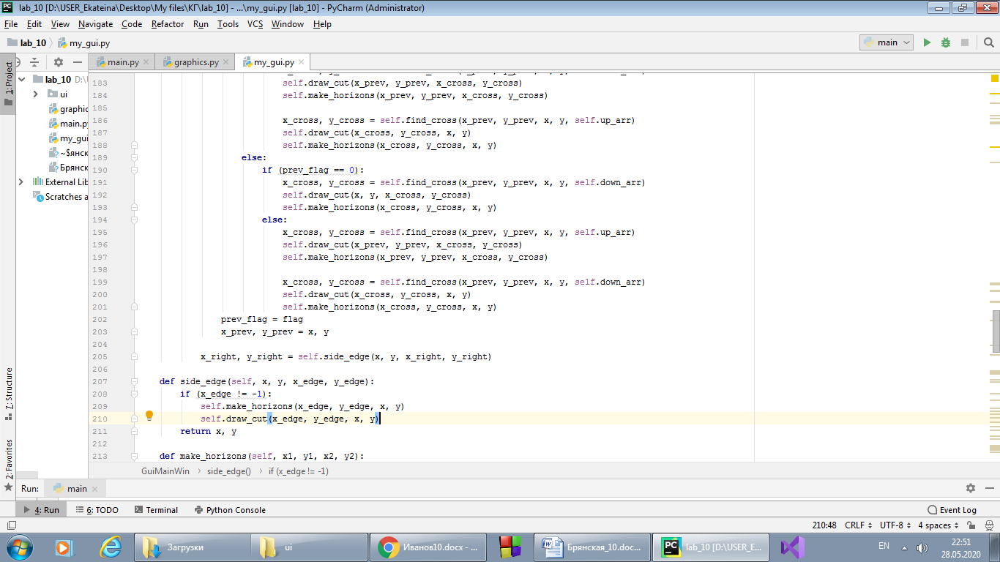 lab_10 [D:\USER_Ekateina\Desktop\My files\КГ\lab_10] - ...\my_gui.py [lab_10] - PyCharm (Administrator)
File Edit View Navigate Code Refactor Run Tools VCS Window Help
lab_10 my_gui.py main
1: Project main.py graphics.py my_gui.py
lab_10 D:\
ui
graphic
main.py
my_gui
~$янск
Брянск
External Lib
Scratches a
183 self.draw_cut(x_prev, y_prev, x_cross, y_cross)
184 self.make_horizons(x_prev, y_prev, x_cross, y_cross)
185
186 x_cross, y_cross = self.find_cross(x_prev, y_prev, x, y, self.up_arr)
187 self.draw_cut(x_cross, y_cross, x, y)
188 self.make_horizons(x_cross, y_cross, x, y)
189 else:
190 if (prev_flag == 0):
191 x_cross, y_cross = self.find_cross(x_prev, y_prev, x, y, self.down_arr)
192 self.draw_cut(x, y, x_cross, y_cross)
193 self.make_horizons(x_cross, y_cross, x, y)
194 else:
195 x_cross, y_cross = self.find_cross(x_prev, y_prev, x, y, self.up_arr)
196 self.draw_cut(x_prev, y_prev, x_cross, y_cross)
197 self.make_horizons(x_prev, y_prev, x_cross, y_cross)
198
199 x_cross, y_cross = self.find_cross(x_prev, y_prev, x, y, self.down_arr)
200 self.draw_cut(x_cross, y_cross, x, y)
201 self.make_horizons(x_cross, y_cross, x, y)
202 prev_flag = flag
203 x_prev, y_prev = x, y
204
205 x_right, y_right = self.side_edge(x, y, x_right, y_right)
206
207 def side_edge(self, x, y, x_edge, y_edge):
208 if (x_edge != -1):
209 self.make_horizons(x_edge, y_edge, x, y)
210 self.draw_cut(x_edge, y_edge, x, y)
211 return x, y
212
213 def make_horizons(self, x1, y1, x2, y2):
7: Structure
2: Favorites
GuiMainWin side_edge() if (x_edge != -1)
Run: main
4: Run 6: TODO Terminal Python Console Event Log
210:48 CRLF UTF-8 4 spaces
Загрузки ui Иванов10.docx - ... Брянская_10.doc... lab_10 [D:\USER_E... EN 22:51
28.05.2020